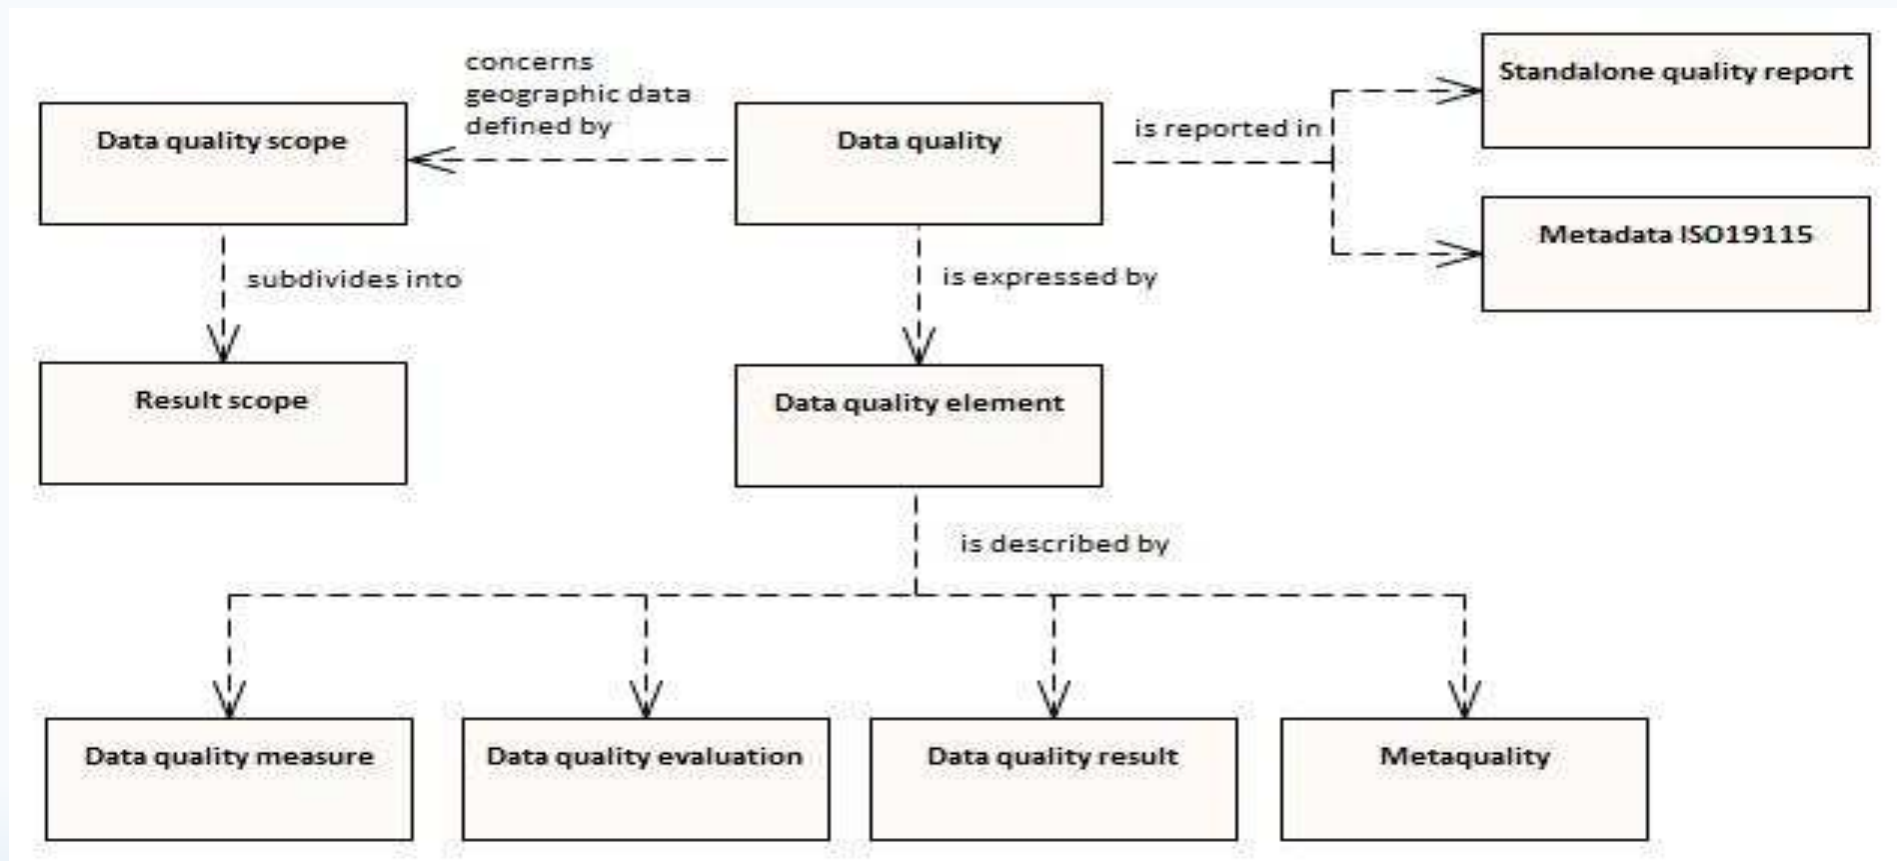 concerns
geographic data
defined by
Data quality scope
Data quality
is reported in
Standalone quality report
Metadata ISO19115
subdivides into
is expressed by
Result scope
Data quality element
is described by
Data quality measure
Data quality evaluation
Data quality result
Metaquality